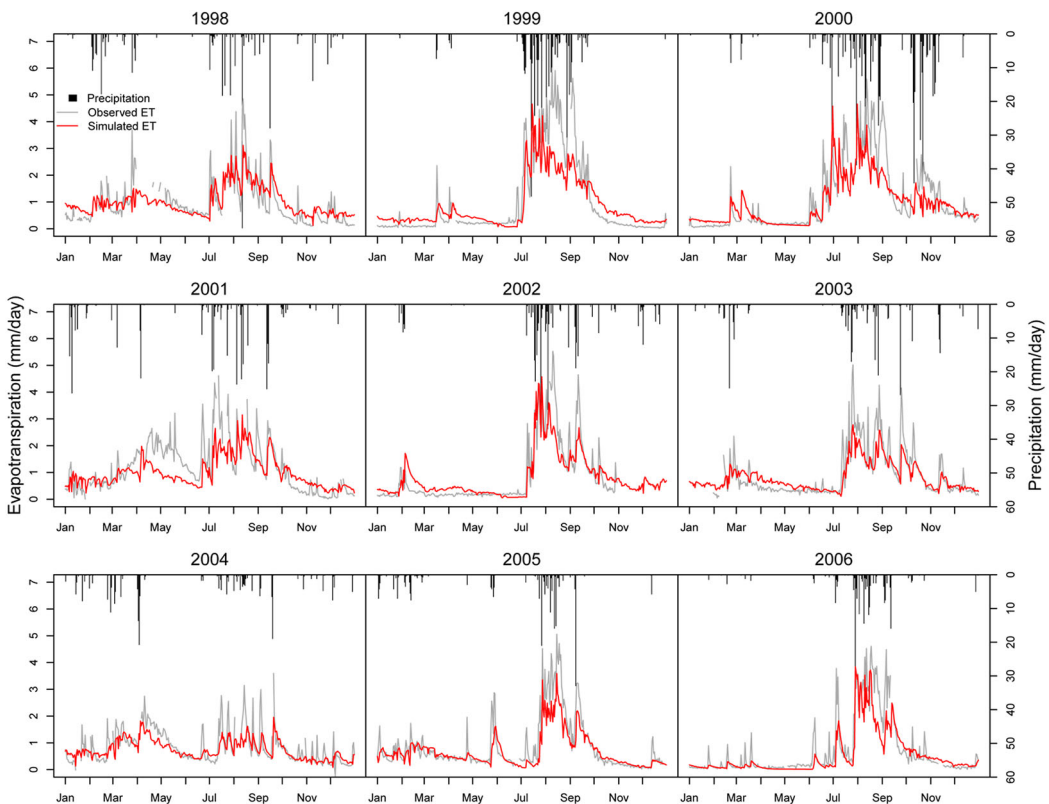 1998 1999 2000
7 6 5 4 3 2 1 0
Precipitation
Observed ET
Simulated ET
0 10 20 30 40 50 60
Jan Mar May Jul Sep Nov Jan Mar May Jul Sep Nov Jan Mar May Jul Sep Nov
2001 2002 2003
Evapotranspiration (mm/day)
7 6 5 4 3 2 1 0
0 10 20 30 40 50 60
Precipitation (mm/day)
Jan Mar May Jul Sep Nov Jan Mar May Jul Sep Nov Jan Mar May Jul Sep Nov
2004 2005 2006
7 6 5 4 3 2 1 0
0 10 20 30 40 50 60
Jan Mar May Jul Sep Nov Jan Mar May Jul Sep Nov Jan Mar May Jul Sep Nov